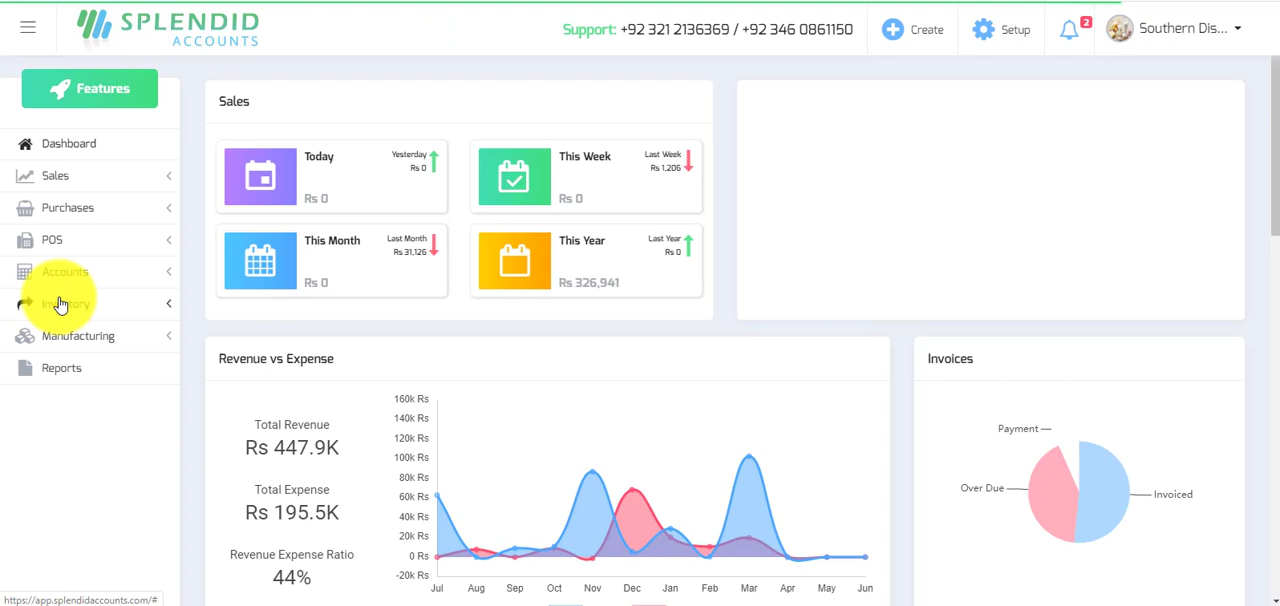 SPLENDID
ACCOUNTS
Support: +92 321 2136369 / +92 346 0861150
Create
Setup
2
Southern Dis...
Features
Dashboard
Sales
Purchases
POS
Accounts
Inventory
Manufacturing
Reports
Sales
Today
Yesterday
Rs 0
Rs 0
This Week
Last Week
Rs 1,206
Rs 0
This Month
Last Month
Rs 31,126
Rs 0
This Year
Last Year
Rs 0
Rs 326,941
Revenue vs Expense
Total Revenue
Rs 447.9K
Total Expense
Rs 195.5K
Revenue Expense Ratio
44%
160k Rs
140k Rs
120k Rs
100k Rs
80k Rs
60k Rs
40k Rs
20k Rs
0 Rs
-20k Rs
Jul Aug Sep Oct Nov Dec Jan Feb Mar Apr May Jun
Invoices
Payment
Over Due
Invoiced
https://app.splendidaccounts.com/#